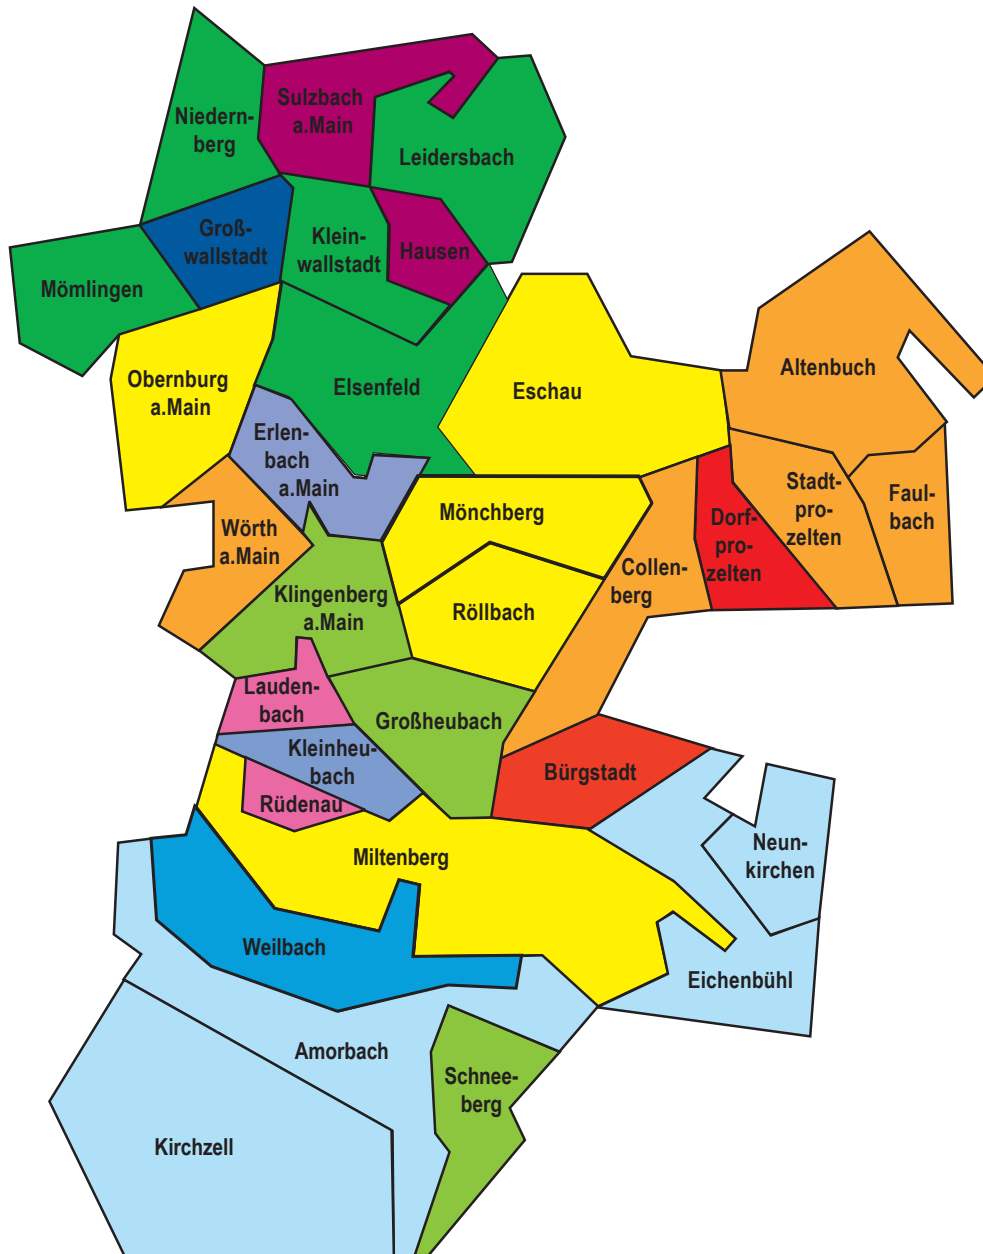 Sulzbach
a.Main
Niedern-
berg
Leidersbach
Groß-
wallstadt
Klein-
wallstadt
Hausen
Mömlingen
Altenbuch
Obernburg
a.Main
Elsenfeld
Eschau
Erlen-
bach
a.Main
Stadt-
pro-
zelten
Faul-
bach
Mönchberg
Dorf-
pro-
zelten
Wörth
a.Main
Collen-
berg
Klingenberg
a.Main
Röllbach
Lauden-
bach
Großheubach
Kleinheu-
bach
Bürgstadt
Rüdenau
Neun-
kirchen
Miltenberg
Weilbach
Eichenbühl
Amorbach
Schnee-
berg
Kirchzell